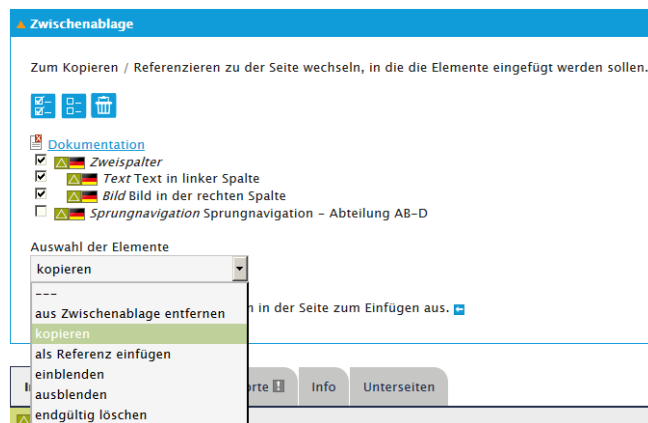 Zwischenablage
Zum Kopieren / Referenzieren zu der Seite wechseln, in die die Elemente eingefügt werden sollen.
Dokumentation
Zweispalter
Text Text in linker Spalte
Bild Bild in der rechten Spalte
Sprungnavigation Sprungnavigation – Abteilung AB-D
Auswahl der Elemente
kopieren
---
aus Zwischenablage entfernen
n in der Seite zum Einfügen aus.
kopieren
als Referenz einfügen
einblenden
ausblenden
endgültig löschen
orte Info Unterseiten